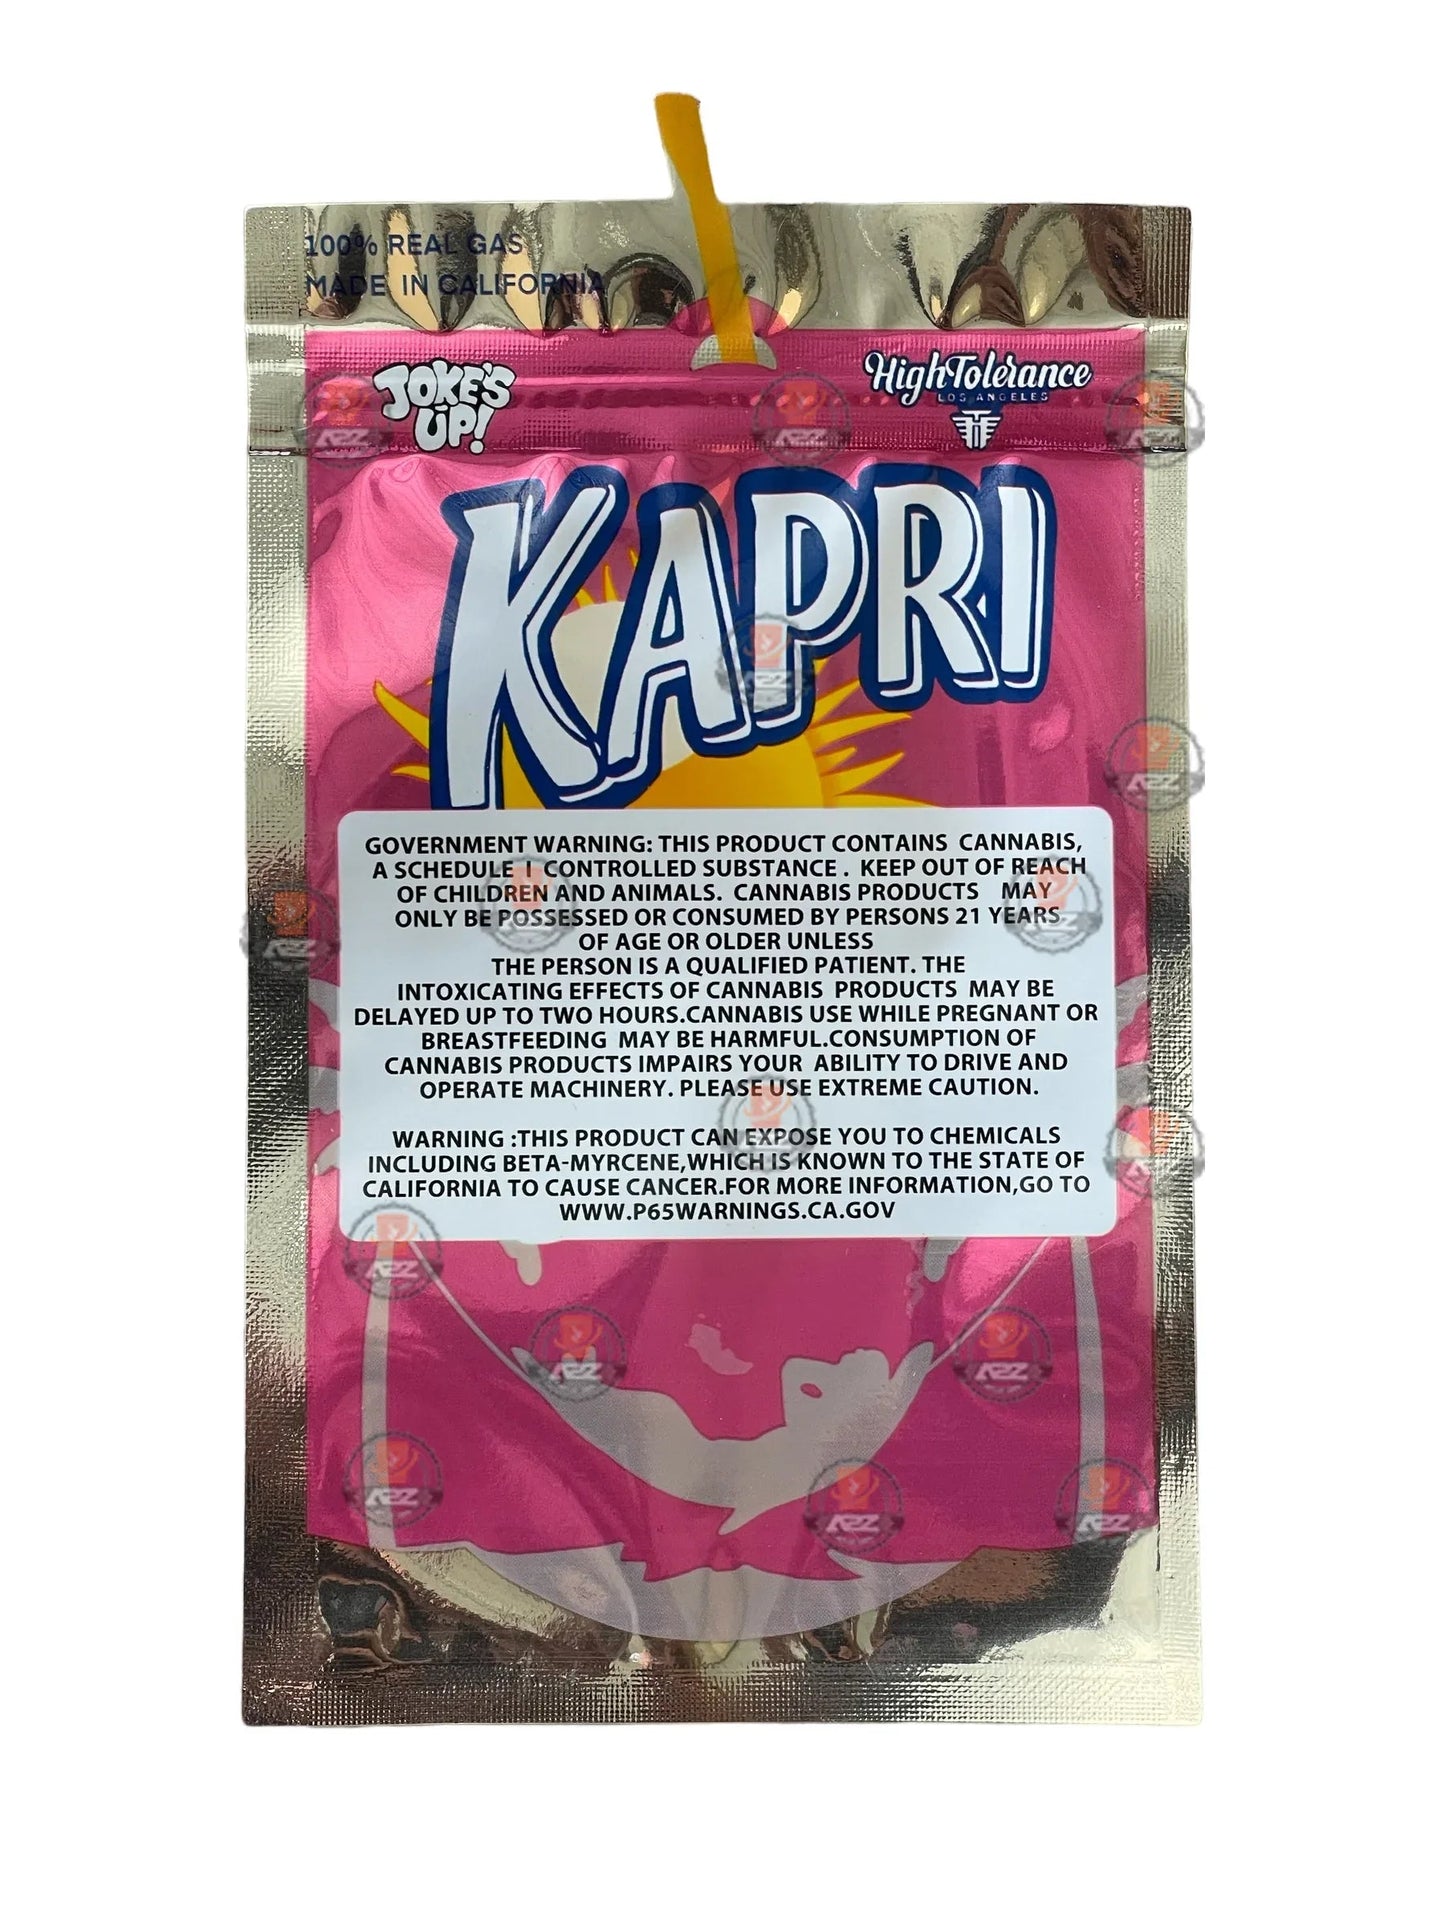 100% REAL GAS
MADE IN CALIFORNIA
JOKE'S
UP!
HighTolerance
LOS ANGELES
KAPRI
GOVERNMENT WARNING: THIS PRODUCT CONTAINS CANNABIS,
A SCHEDULE I CONTROLLED SUBSTANCE . KEEP OUT OF REACH
OF CHILDREN AND ANIMALS. CANNABIS PRODUCTS MAY
ONLY BE POSSESSED OR CONSUMED BY PERSONS 21 YEARS
OF AGE OR OLDER UNLESS
THE PERSON IS A QUALIFIED PATIENT. THE
INTOXICATING EFFECTS OF CANNABIS PRODUCTS MAY BE
DELAYED UP TO TWO HOURS.CANNABIS USE WHILE PREGNANT OR
BREASTFEEDING MAY BE HARMFUL.CONSUMPTION OF
CANNABIS PRODUCTS IMPAIRS YOUR ABILITY TO DRIVE AND
OPERATE MACHINERY. PLEASE USE EXTREME CAUTION.
WARNING :THIS PRODUCT CAN EXPOSE YOU TO CHEMICALS
INCLUDING BETA-MYRCENE,WHICH IS KNOWN TO THE STATE OF
CALIFORNIA TO CAUSE CANCER.FOR MORE INFORMATION,GO TO
WWW.P65WARNINGS.CA.GOV